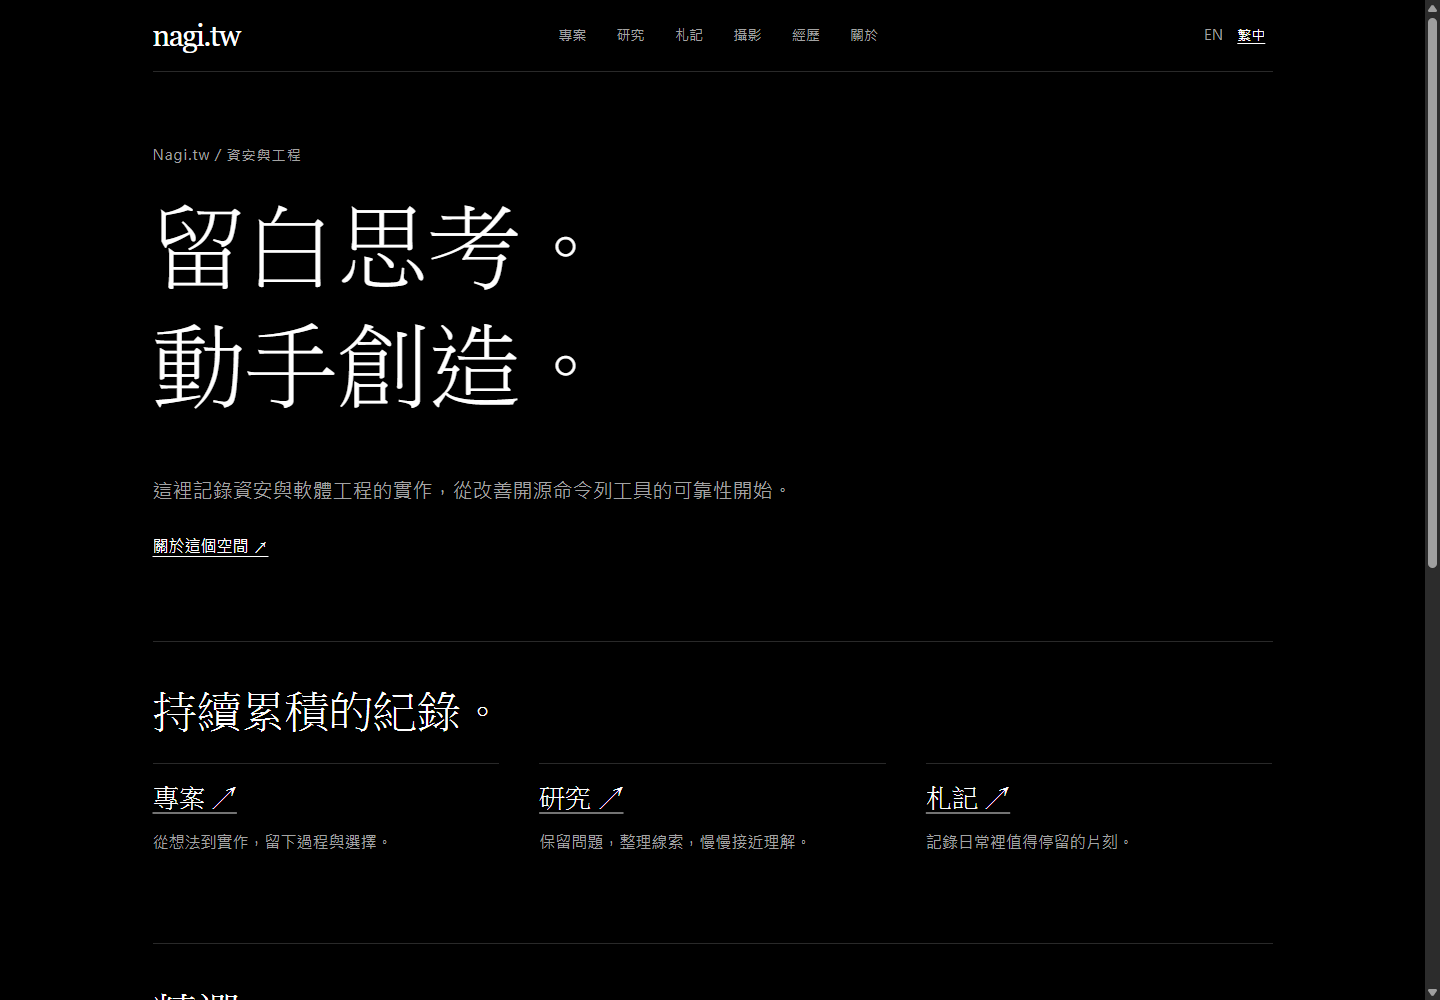 nagi.tw
專案 研究 札記 攝影 經歷 關於
EN 繁中
Nagi.tw / 資安與工程
留白思考。
動手創造。
這裡記錄資安與軟體工程的實作，從改善開源命令列工具的可靠性開始。
關於這個空間 ↗
持續累積的紀錄。
專案 ↗
從想法到實作，留下過程與選擇。
研究 ↗
保留問題，整理線索，慢慢接近理解。
札記 ↗
記錄日常裡值得停留的片刻。